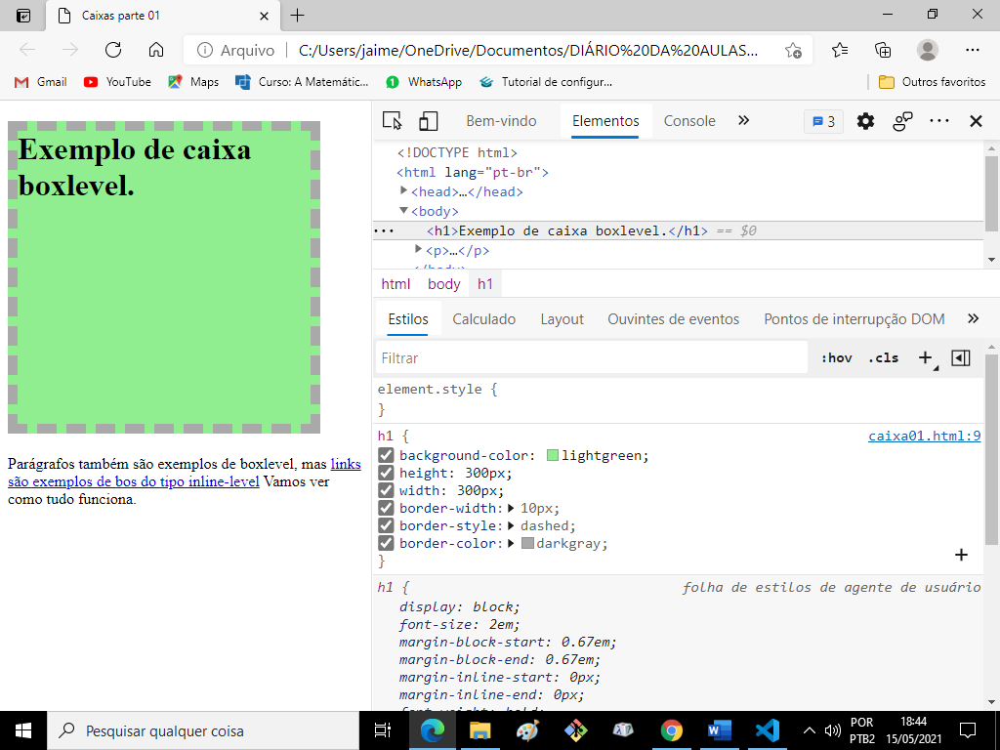 Caixas parte 01
Arquivo
C:/Users/jaime/OneDrive/Documentos/DIÁRIO%20DA%20AULAS...
Gmail
YouTube
Maps
Curso: A Matemátic...
WhatsApp
Tutorial de configur...
Outros favoritos
Exemplo de caixa
boxlevel.
Parágrafos também são exemplos de boxlevel, mas links
são exemplos de bos do tipo inline-level Vamos ver
como tudo funciona.
Bem-vindo
Elementos
Console
3
<!DOCTYPE html>
<html lang="pt-br">
<head>…</head>
<body>
<h1>Exemplo de caixa boxlevel.</h1> == $0
<p>…</p>
</body>
html body h1
Estilos
Calculado
Layout
Ouvintes de eventos
Pontos de interrupção DOM
Filtrar
:hov .cls
element.style {
}
h1 { caixa01.html:9
background-color: lightgreen;
height: 300px;
width: 300px;
border-width: 10px;
border-style: dashed;
border-color: darkgray;
}
h1 { folha de estilos de agente de usuário
display: block;
font-size: 2em;
margin-block-start: 0.67em;
margin-block-end: 0.67em;
margin-inline-start: 0px;
margin-inline-end: 0px;
font-weight: bold;
Pesquisar qualquer coisa
POR
PTB2
18:44
15/05/2021